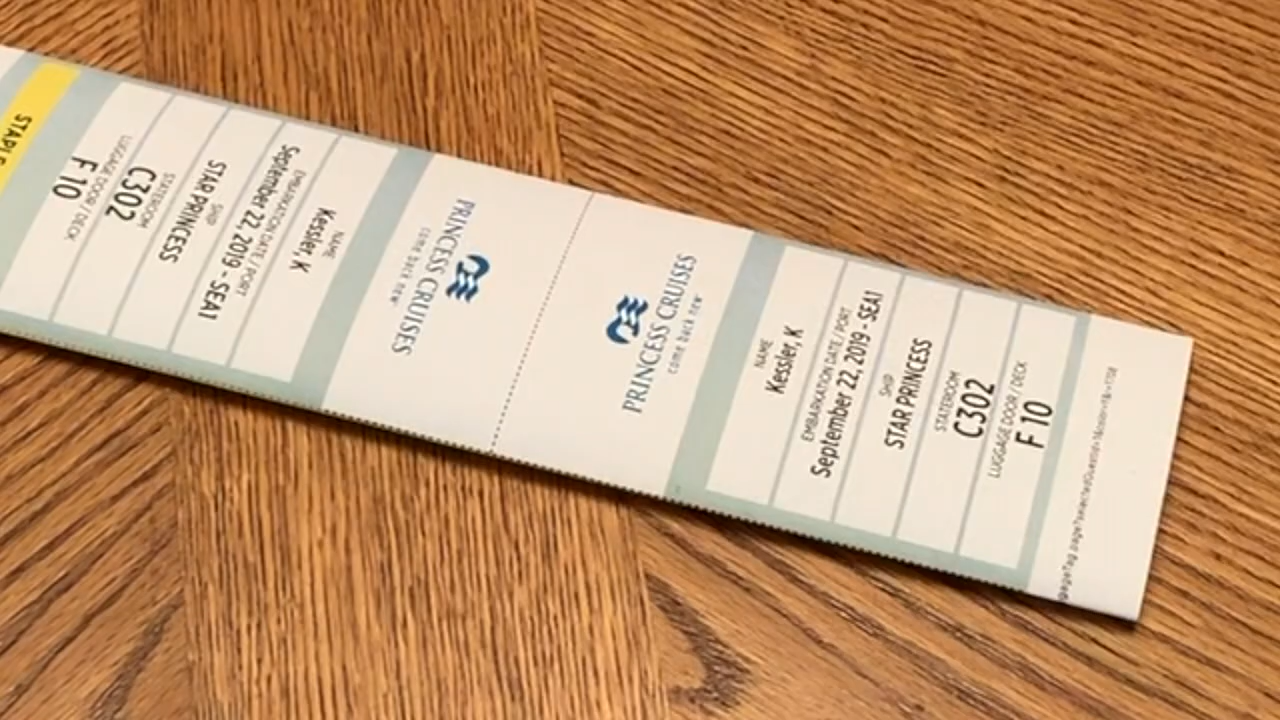 STAPLE
LUGGAGE DOOR / DECK
F 10
STATEROOM
C302
SHIP
STAR PRINCESS
EMBARKATION DATE / PORT
September 22, 2019 - SEA1
NAME
Kessler, K
PRINCESS CRUISES
come back new℠
PRINCESS CRUISES
come back new℠
NAME
Kessler, K
EMBARKATION DATE / PORT
September 22, 2019 - SEA1
SHIP
STAR PRINCESS
STATEROOM
C302
LUGGAGE DOOR / DECK
F 10